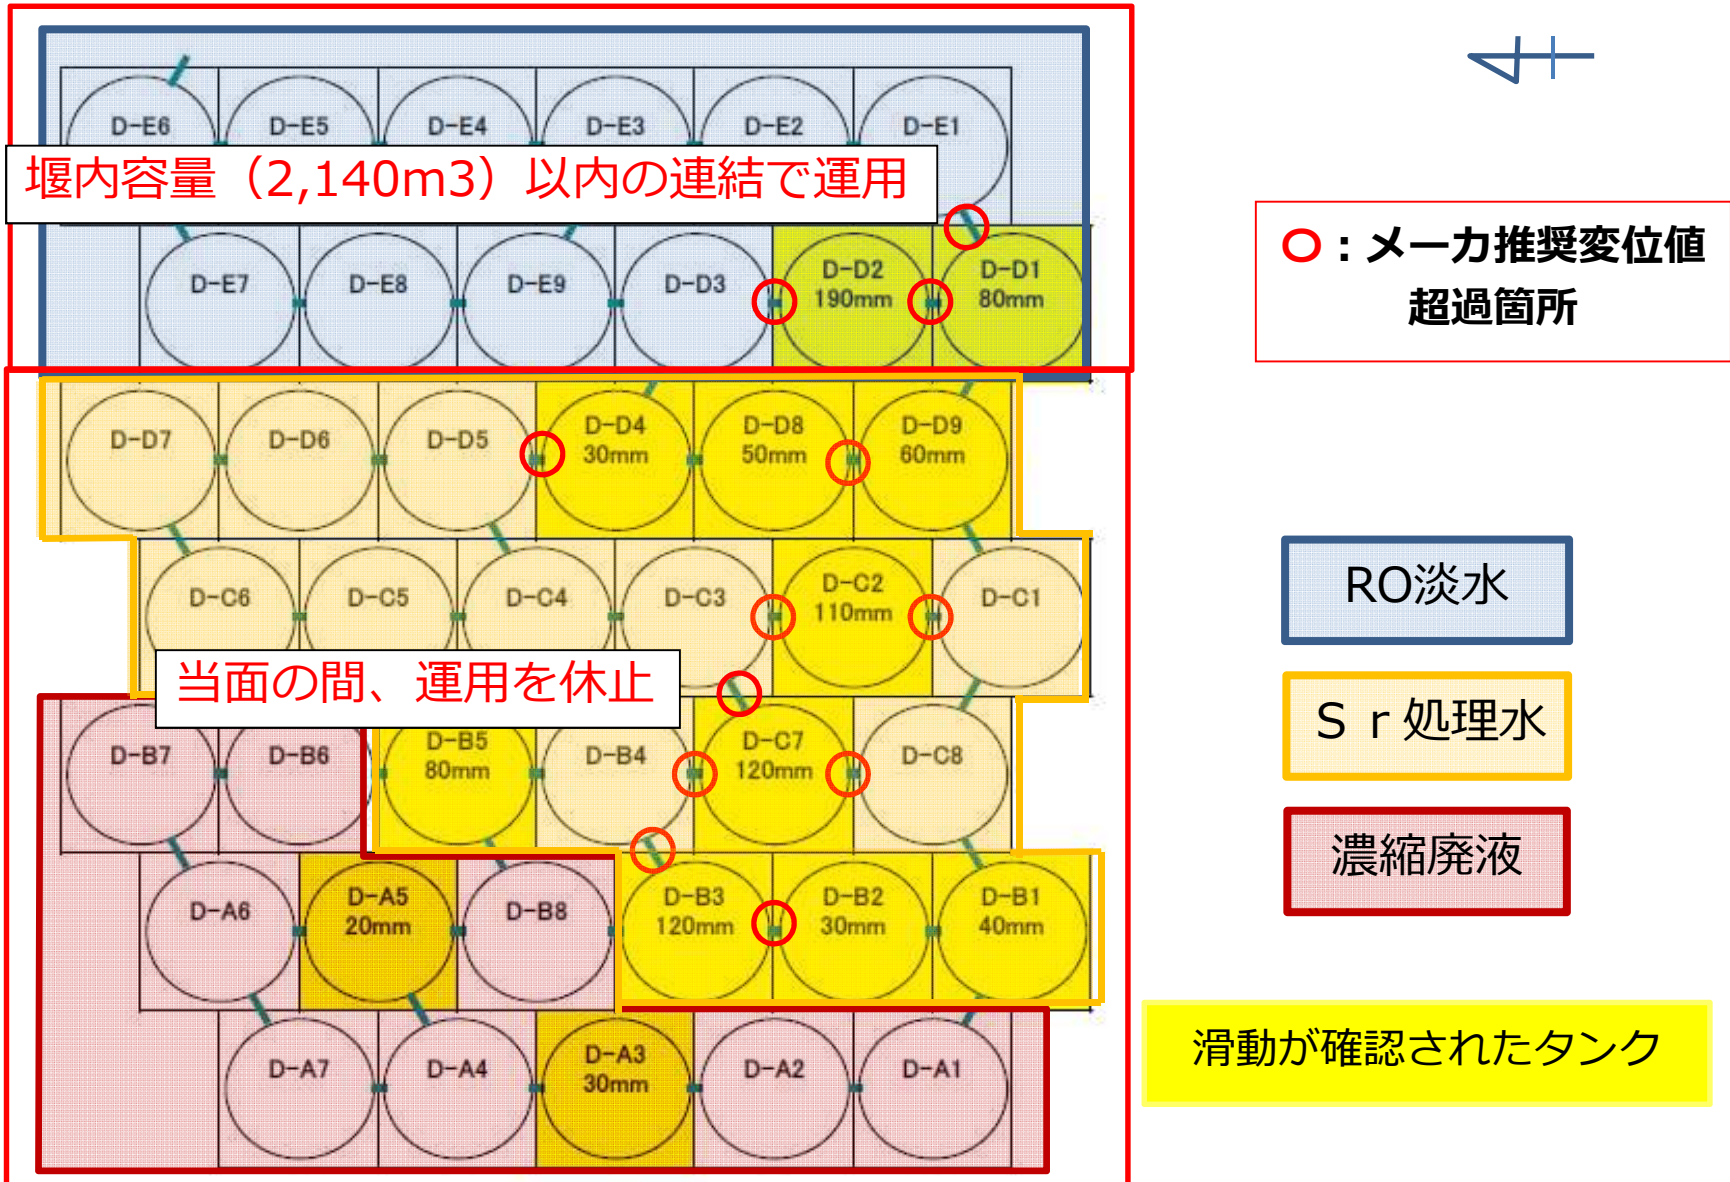 D-E6 D-E5 D-E4 D-E3 D-E2 D-E1
堰内容量（2,140m3）以内の連結で運用
D-E7 D-E8 D-E9 D-D3 D-D2 D-D1
190mm 80mm
D-D7 D-D6 D-D5 D-D4 D-D8 D-D9
30mm 50mm 60mm
D-C6 D-C5 D-C4 D-C3 D-C2 D-C1
110mm
当面の間、運用を休止
D-B7 D-B6 D-B5 D-B4 D-C7 D-C8
80mm 120mm
D-A6 D-A5 D-B8 D-B3 D-B2 D-B1
20mm 120mm 30mm 40mm
D-A7 D-A4 D-A3 D-A2 D-A1
30mm
○：メーカ推奨変位値
超過箇所
RO淡水
Ｓｒ処理水
濃縮廃液
滑動が確認されたタンク